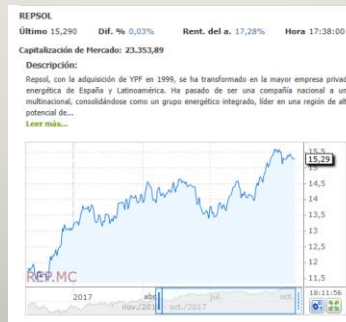 REPSOL
Último 15,290 Dif. % 0,03% Rent. del a. 17,28% Hora 17:38:00
Capitalización de Mercado: 23.353,89
Descripción:
Repsol, con la adquisición de YPF en 1999, se ha transformado en la mayor empresa privad
energética de España y Latinoamérica. Ha pasado de ser una compañía nacional a un
multinacional, consolidándose como un grupo energético integrado, líder en una región de alt
potencial de...
Leer más...
15,5
15,29
14,5
14
13,5
13
12,5
12
11,5
REP.MC
2017 abr. jul. oct.
nov./2016 - oct./2017
18:11:56